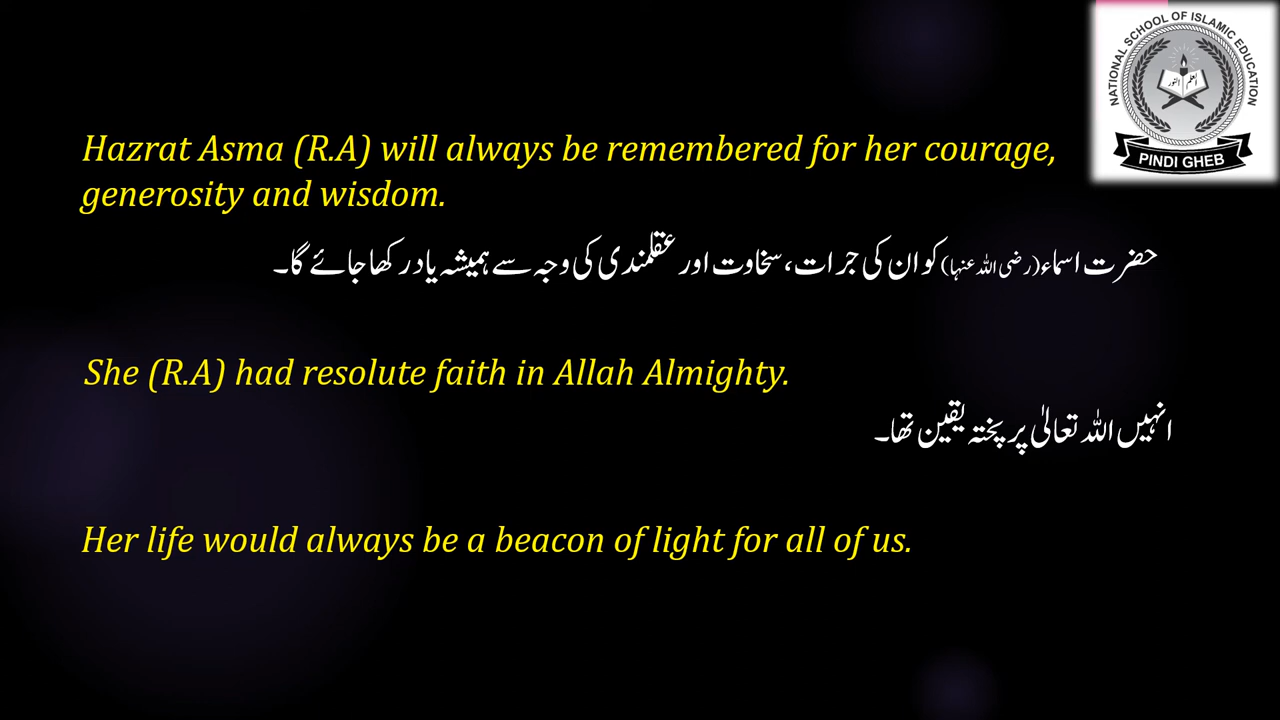 NATIONAL SCHOOL OF ISLAMIC EDUCATION
PINDI GHEB
Hazrat Asma (R.A) will always be remembered for her courage,
generosity and wisdom.
حضرت اسماء(رضی اللہ عنہا) کو ان کی جرات، سخاوت اور عقلمندی کی وجہ سے ہمیشہ یاد رکھا جائے گا۔
She (R.A) had resolute faith in Allah Almighty.
انہیں اللہ تعالیٰ پر پختہ یقین تھا۔
Her life would always be a beacon of light for all of us.